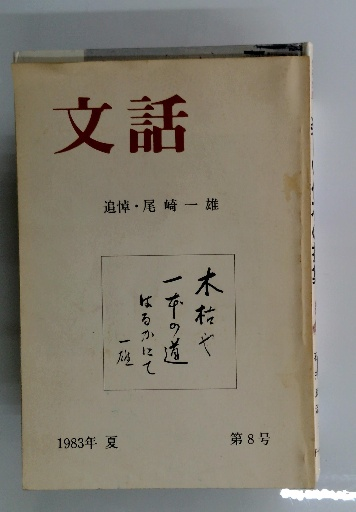 文話
追悼・尾崎一雄
木枯や
一本の道
はるかにて
一雄
1983年 夏
第8号